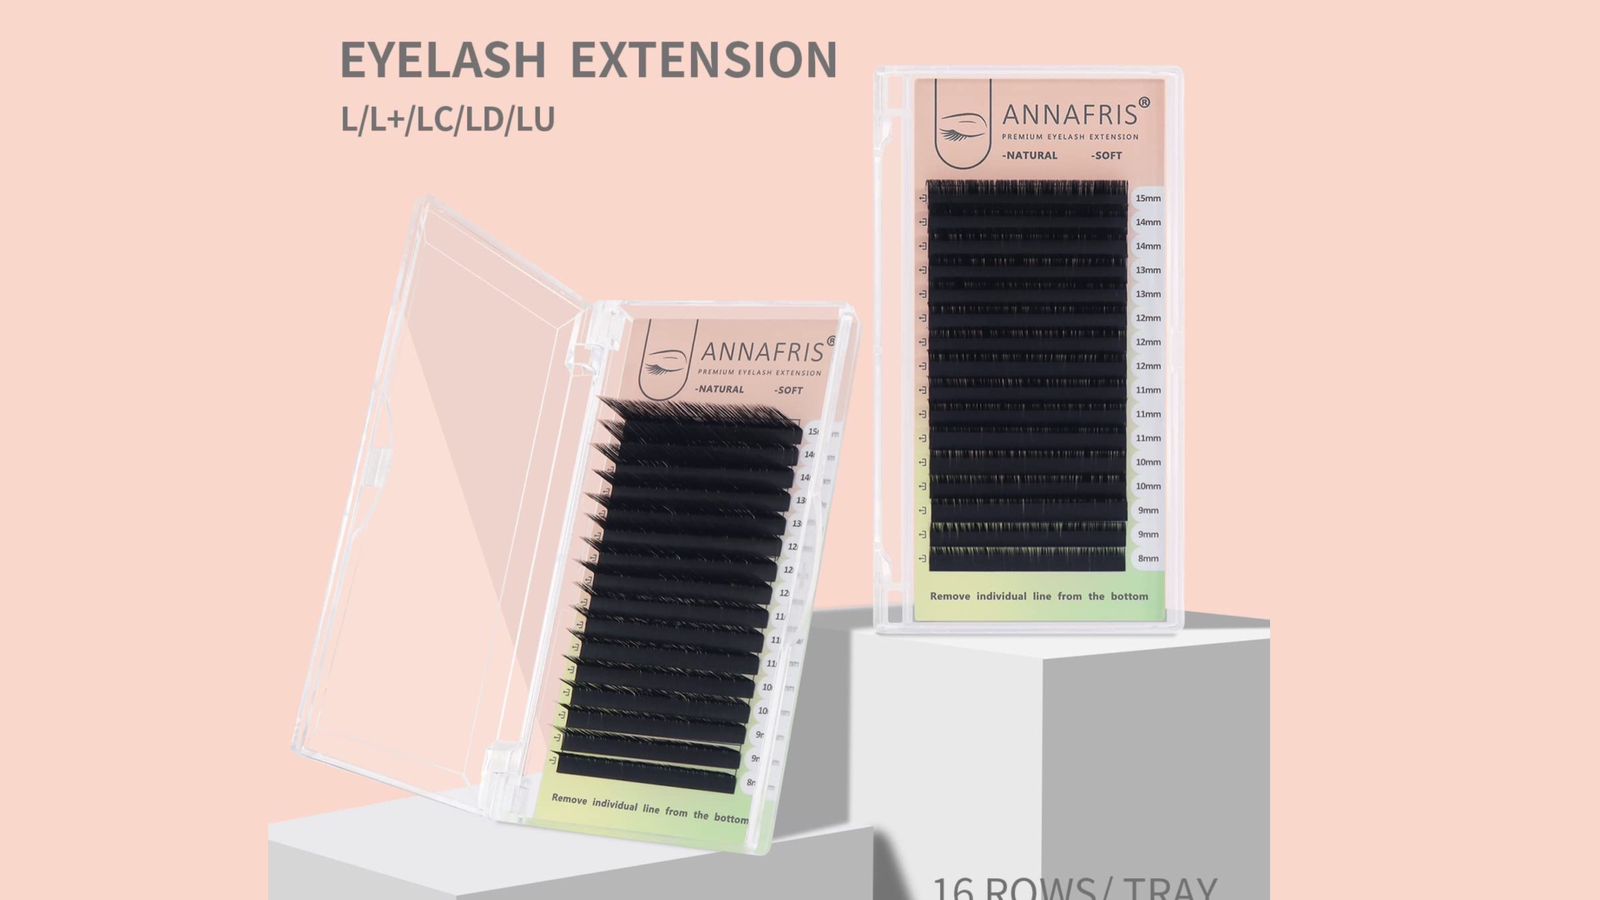 EYELASH EXTENSION
L/L+/LC/LD/LU
ANNAFRIS®
PREMIUM EYELASH EXTENSION
-NATURAL -SOFT
15mm
14mm
14mm
13mm
13mm
12mm
12mm
12mm
11mm
11mm
11mm
10mm
10mm
9mm
9mm
8mm
Remove individual line from the bottom
ANNAFRIS®
PREMIUM EYELASH EXTENSION
-NATURAL -SOFT
Remove individual line from the bottom
16 ROWS/ TRAY